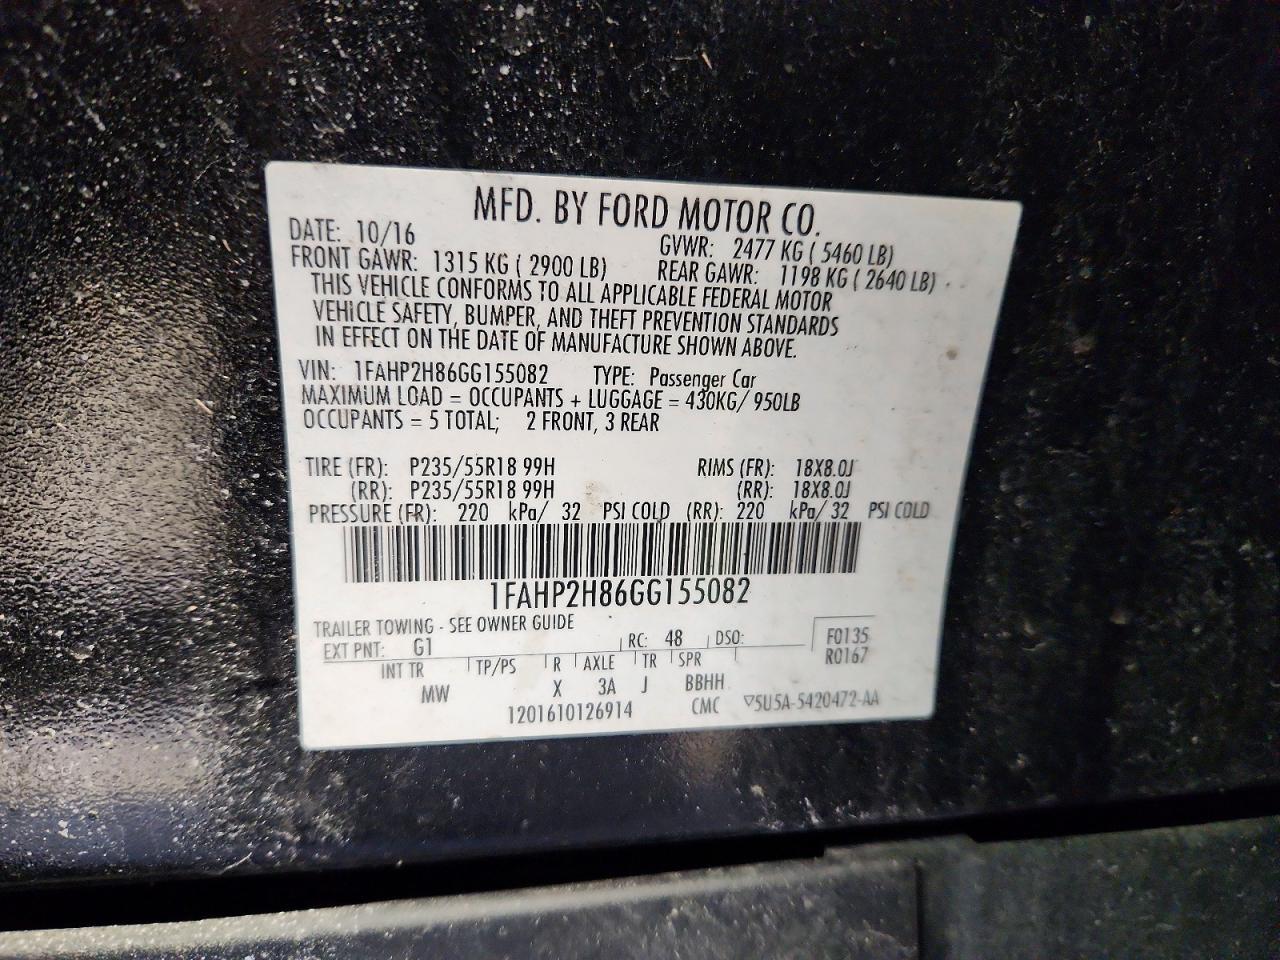 MFD. BY FORD MOTOR CO.
DATE: 10/16 GVWR: 2477 KG ( 5460 LB)
FRONT GAWR: 1315 KG ( 2900 LB) REAR GAWR: 1198 KG ( 2640 LB)
THIS VEHICLE CONFORMS TO ALL APPLICABLE FEDERAL MOTOR
VEHICLE SAFETY, BUMPER, AND THEFT PREVENTION STANDARDS
IN EFFECT ON THE DATE OF MANUFACTURE SHOWN ABOVE.
VIN: 1FAHP2H86GG155082 TYPE: Passenger Car
MAXIMUM LOAD = OCCUPANTS + LUGGAGE = 430KG/ 950LB
OCCUPANTS = 5 TOTAL; 2 FRONT, 3 REAR
TIRE (FR): P235/55R18 99H RIMS (FR): 18X8.0J
(RR): P235/55R18 99H (RR): 18X8.0J
PRESSURE (FR): 220 kPa/ 32 PSI COLD (RR): 220 kPa/ 32 PSI COLD
1FAHP2H86GG155082
TRAILER TOWING - SEE OWNER GUIDE
EXT PNT: G1 RC: 48 DSO: F0135
R0167
INT TR TP/PS R AXLE TR SPR
MW X 3A J BBHH
1201610126914 CMC ▽5U5A-5420472-AA